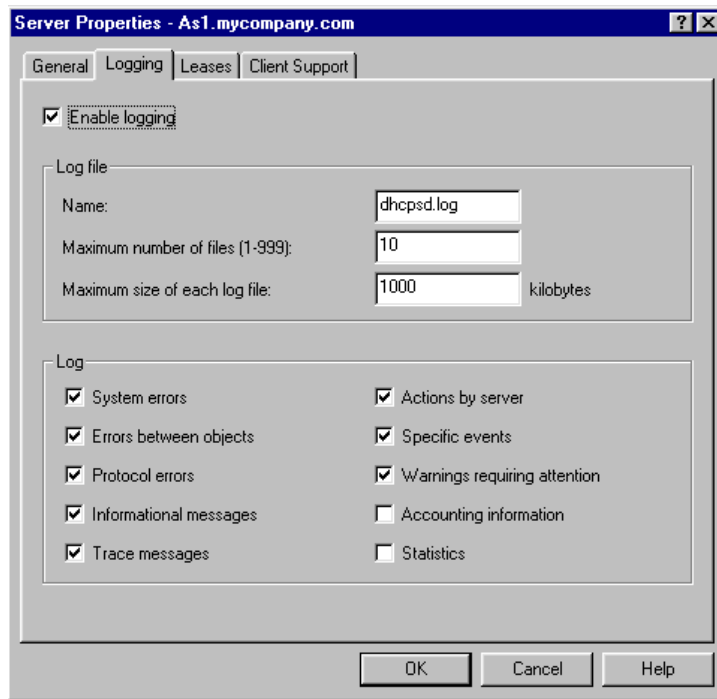 Server Properties - As1.mycompany.com
General Logging Leases Client Support
Enable logging
Log file
Name: dhcpsd.log
Maximum number of files (1-999): 10
Maximum size of each log file: 1000 kilobytes
Log
System errors Actions by server
Errors between objects Specific events
Protocol errors Warnings requiring attention
Informational messages Accounting information
Trace messages Statistics
OK Cancel Help